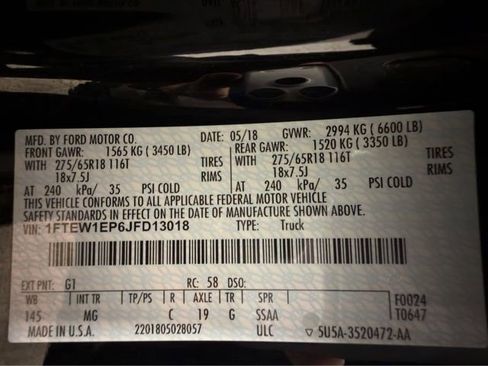 MFD. BY FORD MOTOR CO. DATE: 05/18 GVWR: 2994 KG ( 6600 LB)
FRONT GAWR: 1565 KG ( 3450 LB) REAR GAWR: 1520 KG ( 3350 LB)
WITH 275/65R18 116T TIRES WITH 275/65R18 116T TIRES
18x7.5J RIMS 18x7.5J RIMS
AT 240 kPa/ 35 PSI COLD AT 240 kPa/ 35 PSI COLD
THIS VEHICLE CONFORMS TO ALL APPLICABLE FEDERAL MOTOR VEHICLE
SAFETY STANDARDS IN EFFECT ON THE DATE OF MANUFACTURE SHOWN ABOVE.
VIN: 1FTEW1EP6JFD13018 TYPE: Truck
EXT PNT: G1 RC: 58 DSO:
WB INT TR TP/PS R AXLE TR SPR F0024
145 MG C 19 G SSAA T0647
MADE IN U.S.A. 2201805028057 ULC 5U5A-3520472-AA